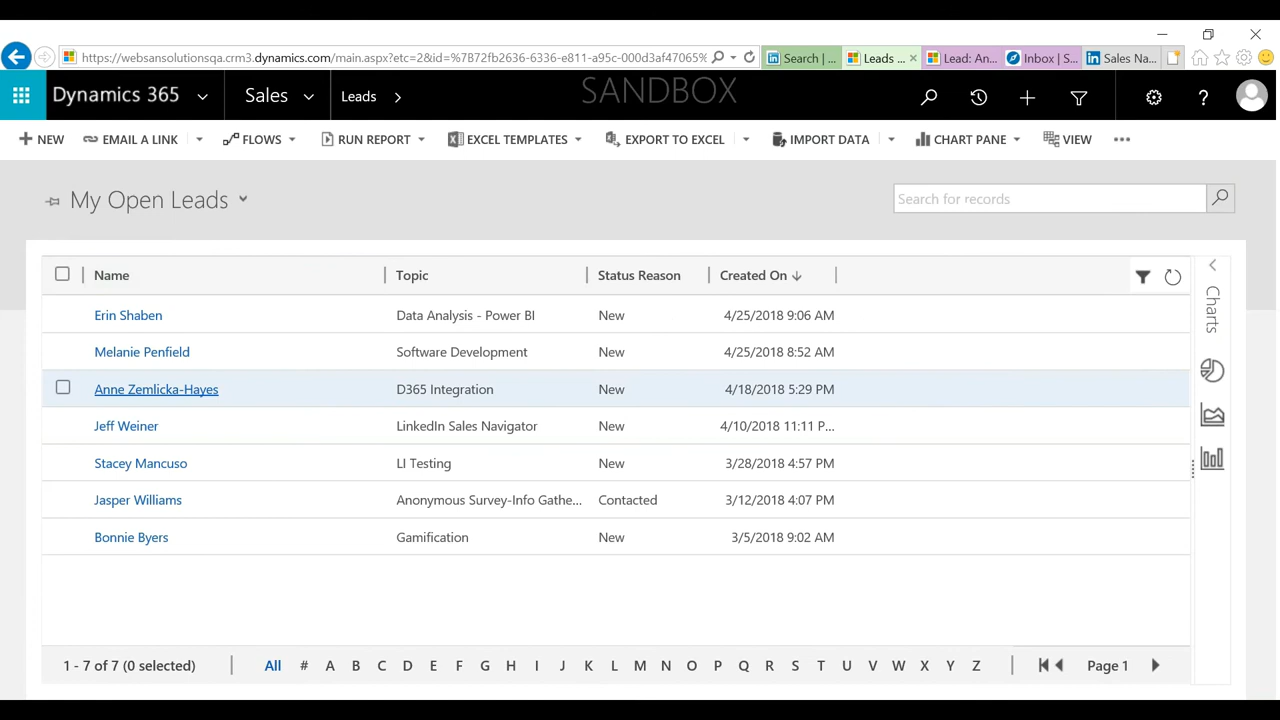 https://websansolutionsqa.crm3.dynamics.com/main.aspx?etc=2&id=%7B72fb2636-6336-e811-a95c-000d3af47065%
Search | ...
Leads ...
Lead: An...
Inbox | S...
Sales Na...
Dynamics 365
Sales
Leads
SANDBOX
NEW
EMAIL A LINK
FLOWS
RUN REPORT
EXCEL TEMPLATES
EXPORT TO EXCEL
IMPORT DATA
CHART PANE
VIEW
My Open Leads
Search for records
Name Topic Status Reason Created On
Erin Shaben Data Analysis - Power BI New 4/25/2018 9:06 AM
Melanie Penfield Software Development New 4/25/2018 8:52 AM
Anne Zemlicka-Hayes D365 Integration New 4/18/2018 5:29 PM
Jeff Weiner LinkedIn Sales Navigator New 4/10/2018 11:11 P...
Stacey Mancuso LI Testing New 3/28/2018 4:57 PM
Jasper Williams Anonymous Survey-Info Gathe... Contacted 3/12/2018 4:07 PM
Bonnie Byers Gamification New 3/5/2018 9:02 AM
Charts
1 - 7 of 7 (0 selected) All # A B C D E F G H I J K L M N O P Q R S T U V W X Y Z Page 1